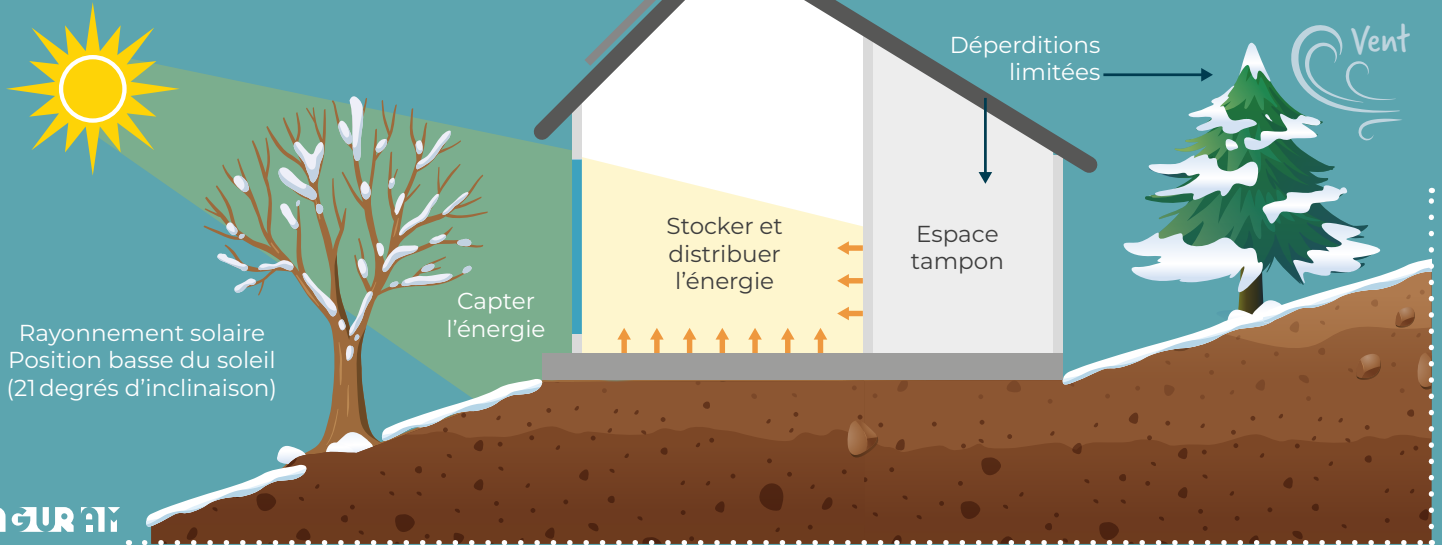 Déperditions
limitées
Vent
Stocker et
distribuer
l’énergie
Espace
tampon
Capter
l’énergie
Rayonnement solaire
Position basse du soleil
(21 degrés d’inclinaison)